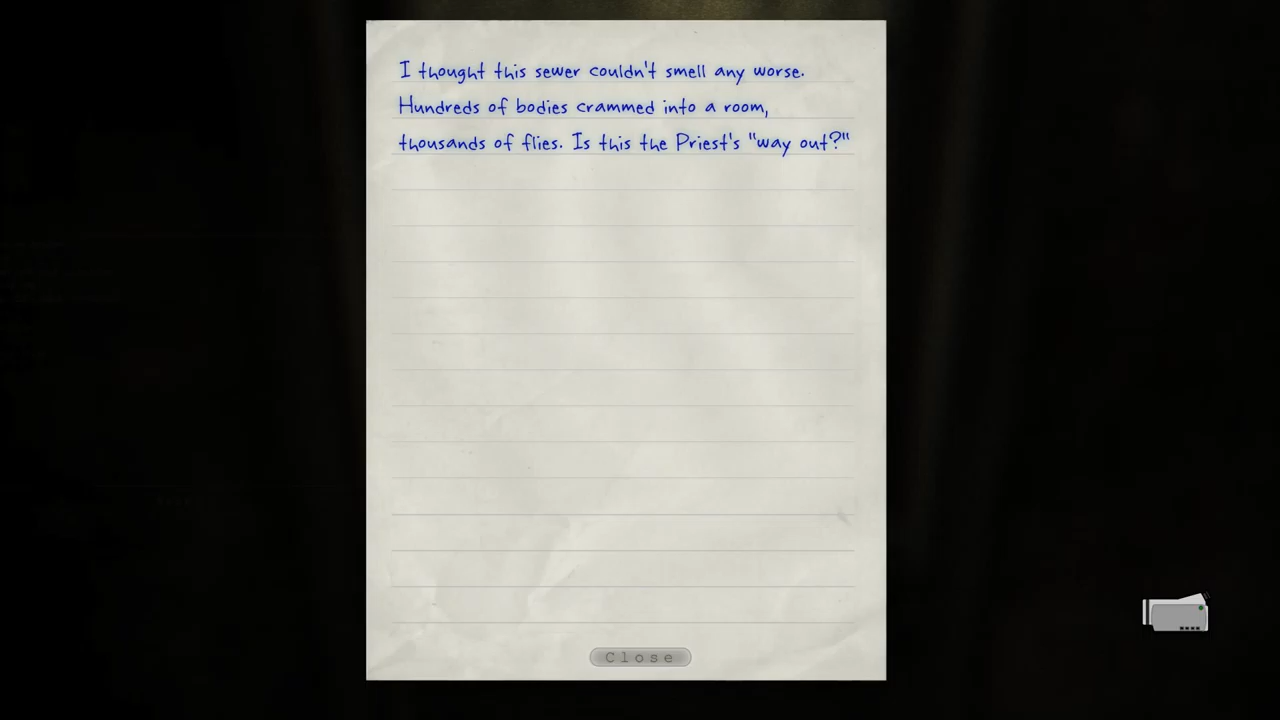 I thought this sewer couldn't smell any worse.
Hundreds of bodies crammed into a room,
thousands of flies. Is this the Priest's "way out?"
Close